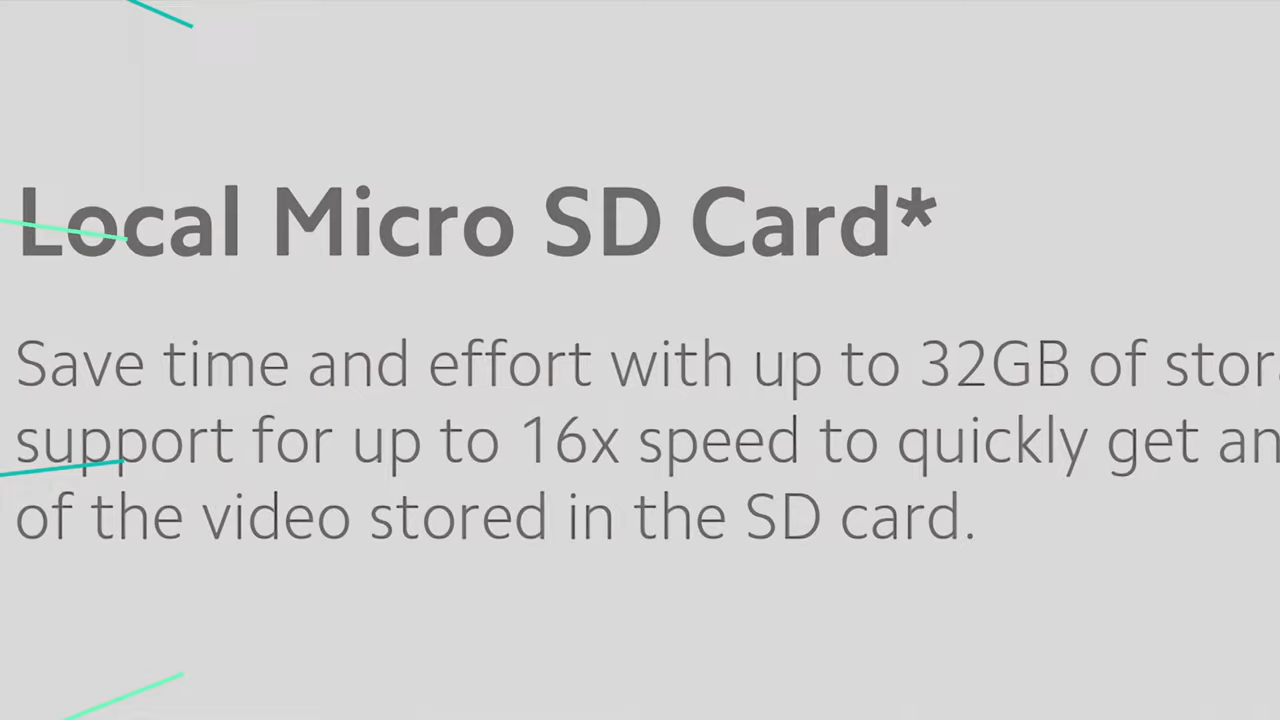 Local Micro SD Card*
Save time and effort with up to 32GB of
support for up to 16x speed to quickly get
of the video stored in the SD card.